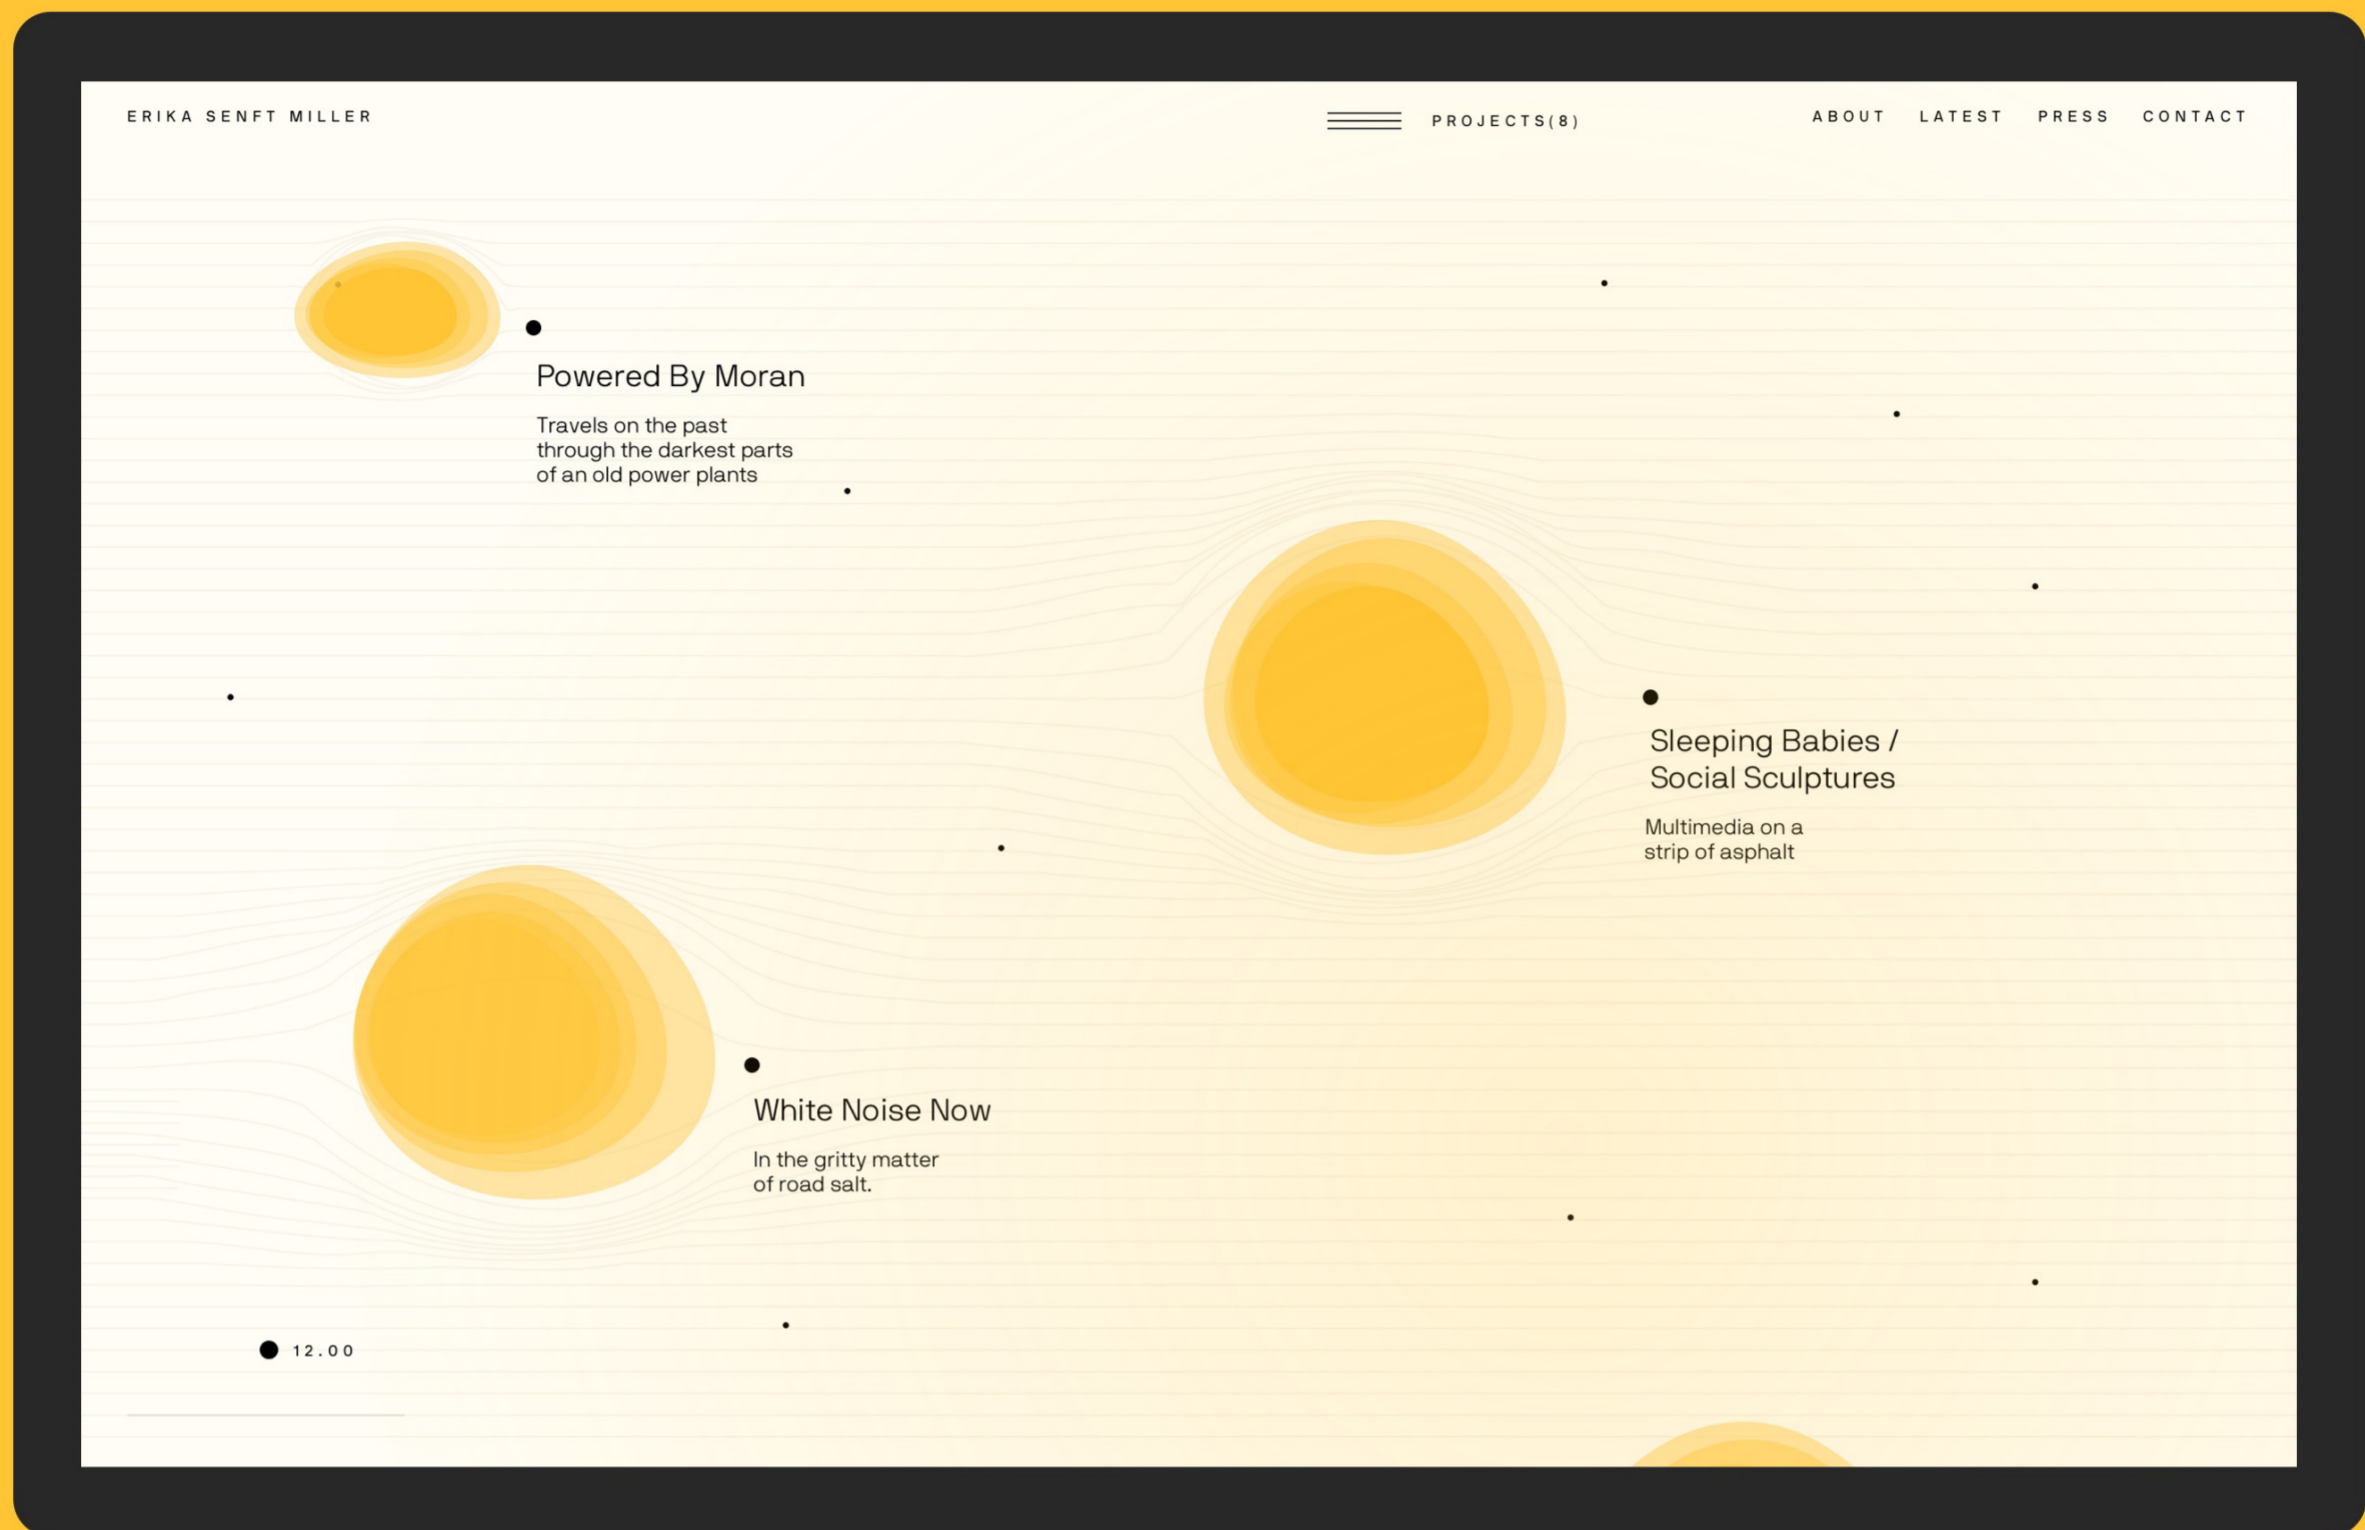 ERIKA SENFT MILLER
PROJECTS(8)
ABOUT LATEST PRESS CONTACT
Powered By Moran
Travels on the past
through the darkest parts
of an old power plants
Sleeping Babies /
Social Sculptures
Multimedia on a
strip of asphalt
White Noise Now
In the gritty matter
of road salt.
12.00